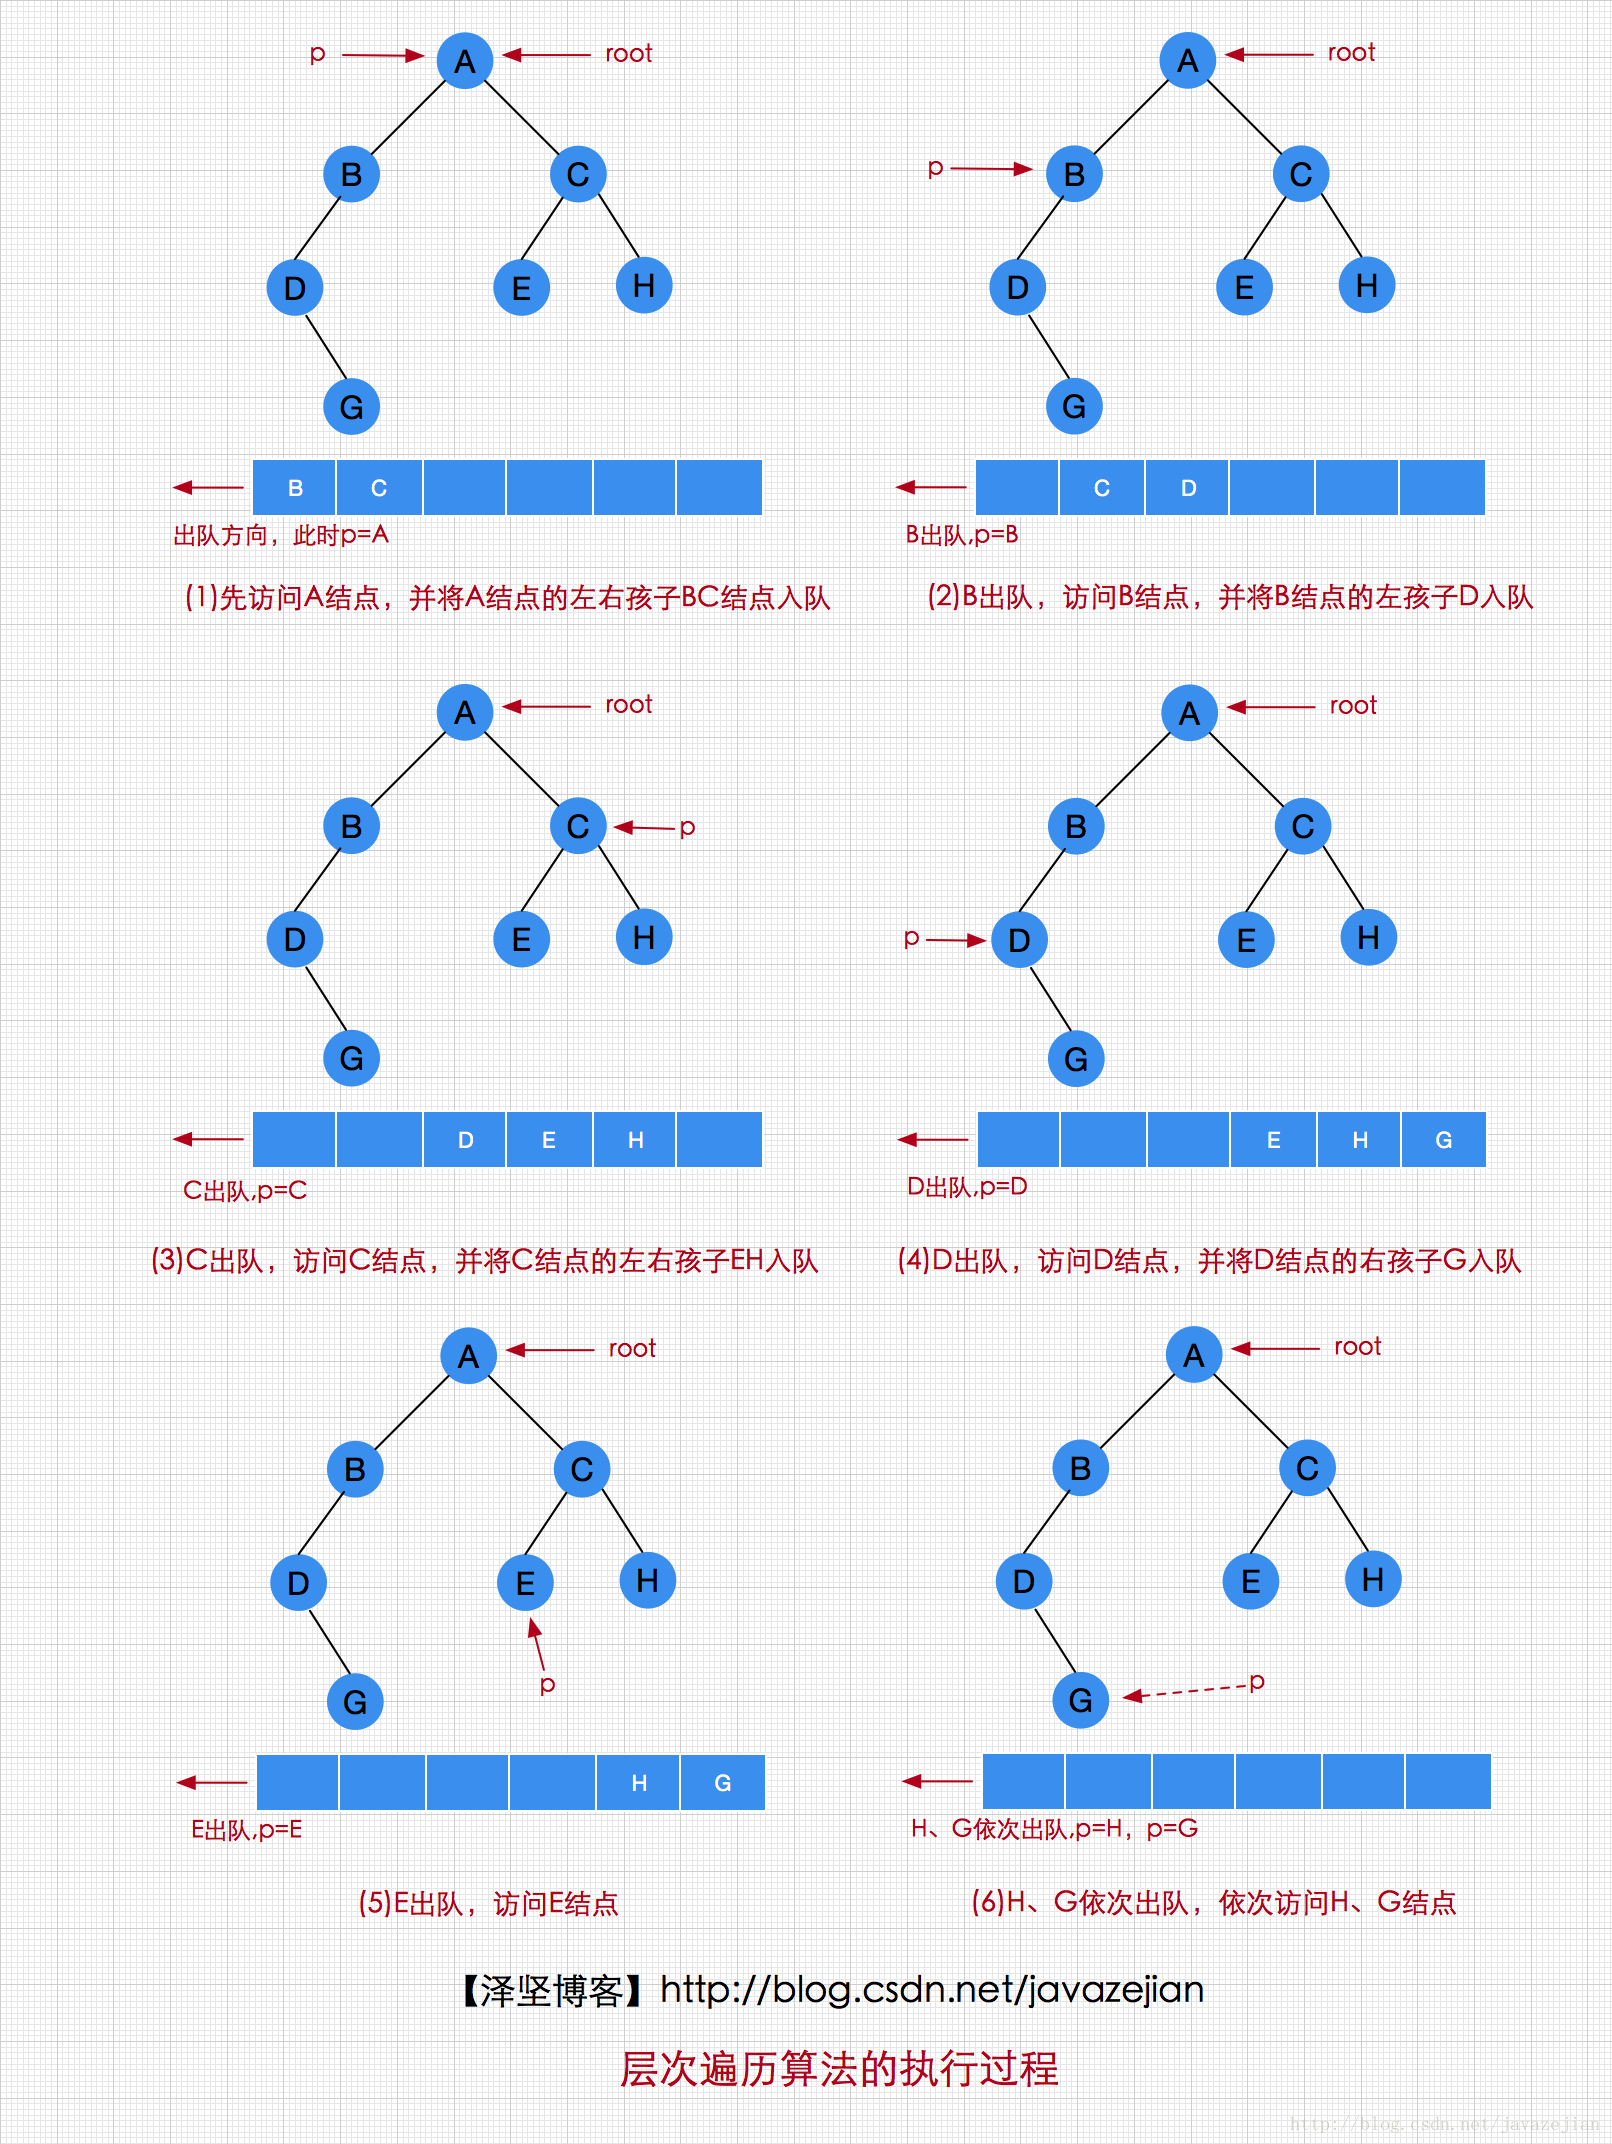 p
A
root
B
C
D
E
H
G
B C
出队方向，此时p=A
(1)先访问A结点，并将A结点的左右孩子BC结点入队
A
root
p
B
C
D
E
H
G
C D
B出队,p=B
(2)B出队，访问B结点，并将B结点的左孩子D入队
A
root
B
C
p
D
E
H
G
D E H
C出队,p=C
(3)C出队，访问C结点，并将C结点的左右孩子EH入队
A
root
B
C
p
D
E
H
G
E H G
D出队,p=D
(4)D出队，访问D结点，并将D结点的右孩子G入队
A
root
B
C
D
E
H
p
G
H G
E出队,p=E
(5)E出队，访问E结点
A
root
B
C
D
E
H
G
p
H、G依次出队,p=H，p=G
(6)H、G依次出队，依次访问H、G结点
【泽坚博客】http://blog.csdn.net/javazejian
层次遍历算法的执行过程
http://blog.csdn.net/javazejian